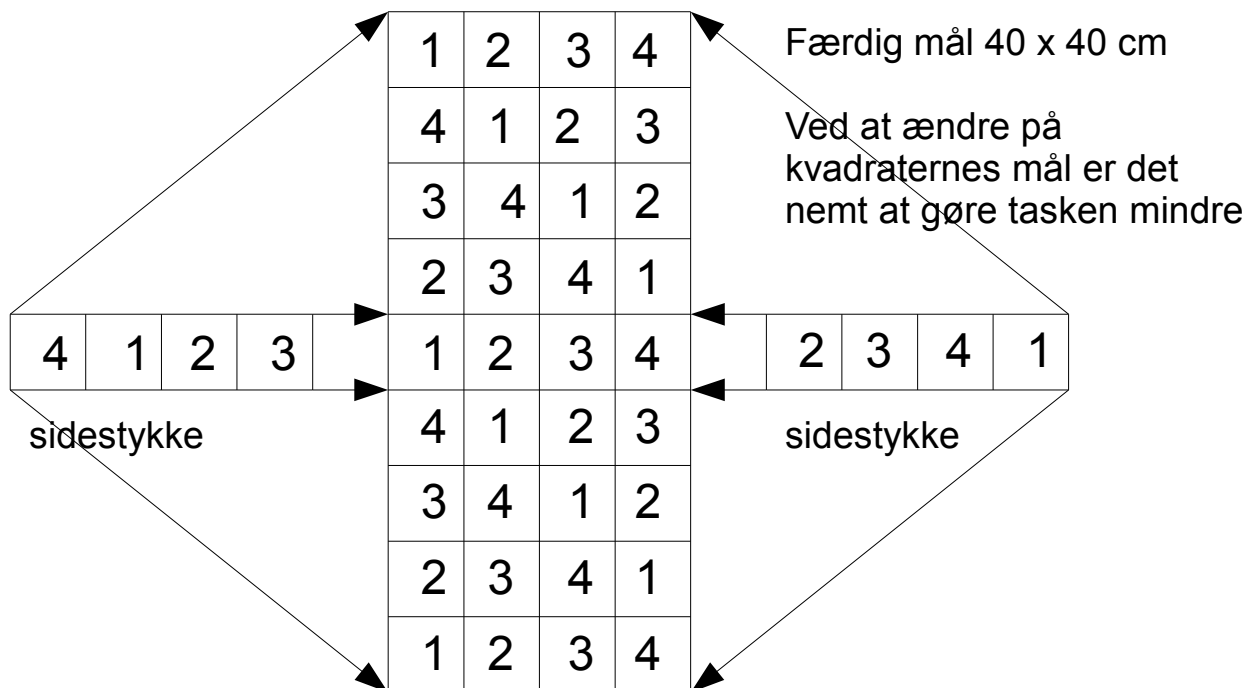 1 2 3 4
Færdig mål 40 x 40 cm
4 1 2 3
Ved at ændre på
kvadraternes mål er det
nemt at gøre tasken mindre
3 4 1 2
2 3 4 1
4 1 2 3
1 2 3 4
2 3 4 1
sidestykke
4 1 2 3
sidestykke
3 4 1 2
2 3 4 1
1 2 3 4